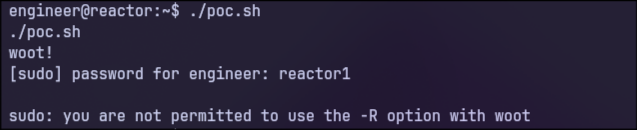 engineer@reactor:~$ ./poc.sh
./poc.sh
woot!
[sudo] password for engineer: reactor1
sudo: you are not permitted to use the -R option with woot